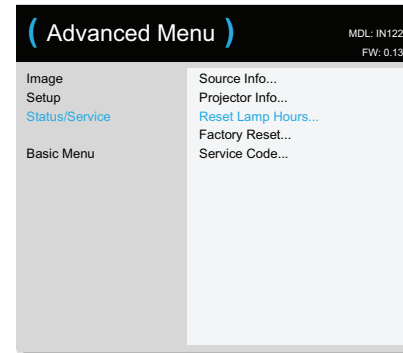 ( Advanced Menu )
MDL: IN122
FW: 0.13
Image
Setup
Status/Service
Basic Menu
Source Info...
Projector Info...
Reset Lamp Hours...
Factory Reset...
Service Code...